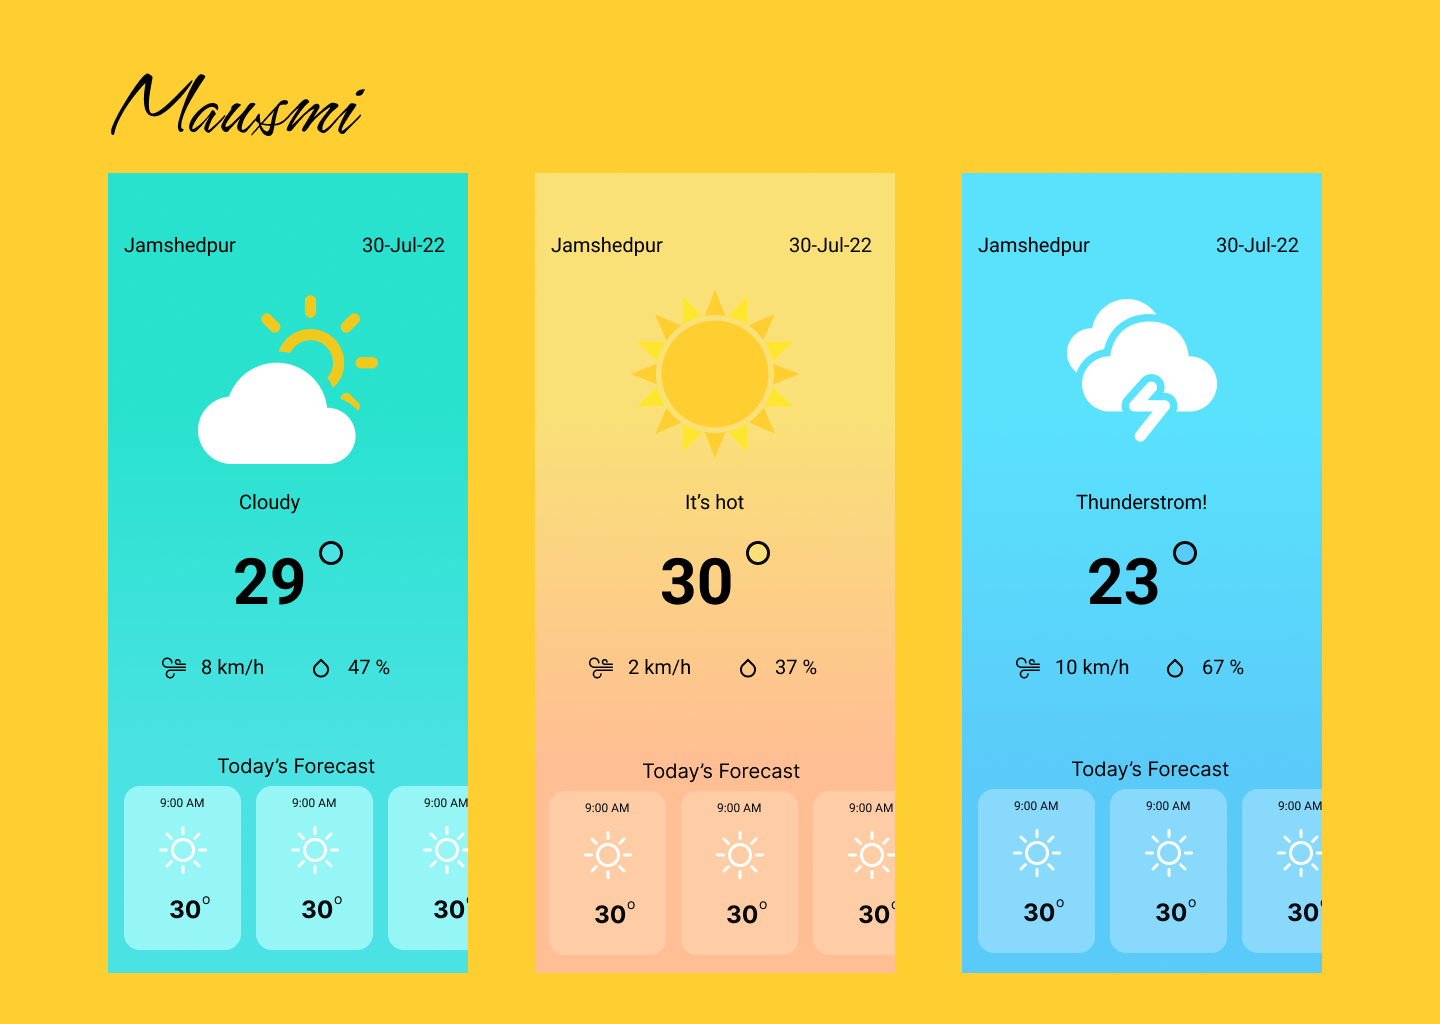 Mausmi
Jamshedpur 30-Jul-22
Cloudy
29°
8 km/h 47 %
Today's Forecast
9:00 AM 9:00 AM 9:00 AM
30° 30° 30°
Jamshedpur 30-Jul-22
It's hot
30°
2 km/h 37 %
Today's Forecast
9:00 AM 9:00 AM 9:00 AM
30° 30° 30°
Jamshedpur 30-Jul-22
Thunderstrom!
23°
10 km/h 67 %
Today's Forecast
9:00 AM 9:00 AM 9:00 AM
30° 30° 30°